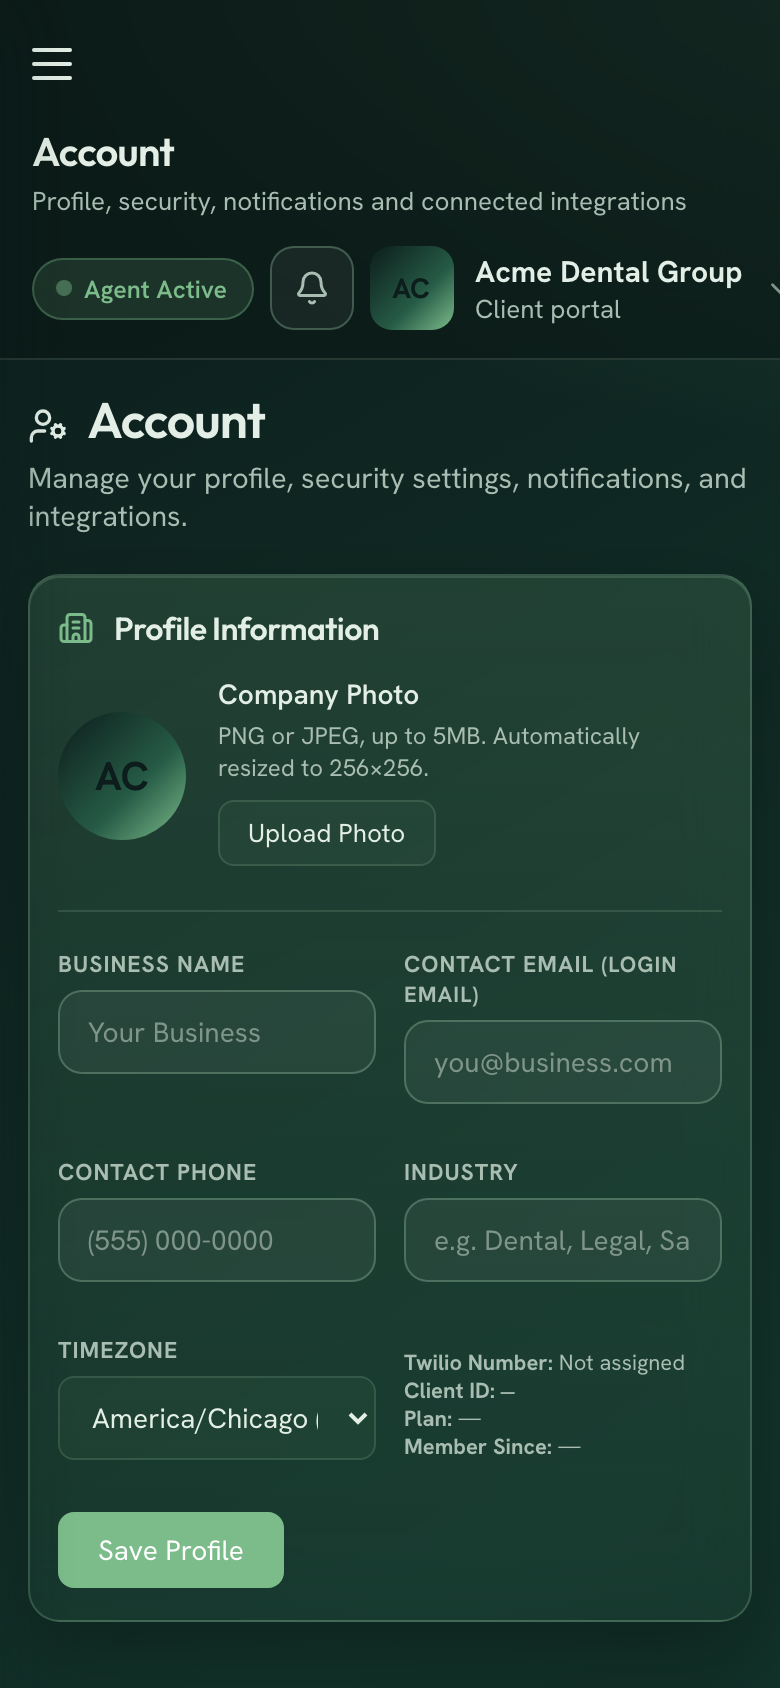 Account
Profile, security, notifications and connected integrations
Agent Active
AC
Acme Dental Group
Client portal
Account
Manage your profile, security settings, notifications, and
integrations.
Profile Information
AC
Company Photo
PNG or JPEG, up to 5MB. Automatically
resized to 256×256.
Upload Photo
BUSINESS NAME
Your Business
CONTACT EMAIL (LOGIN
EMAIL)
you@business.com
CONTACT PHONE
(555) 000-0000
INDUSTRY
e.g. Dental, Legal, Sa
TIMEZONE
America/Chicago (
Twilio Number: Not assigned
Client ID: —
Plan: —
Member Since: —
Save Profile